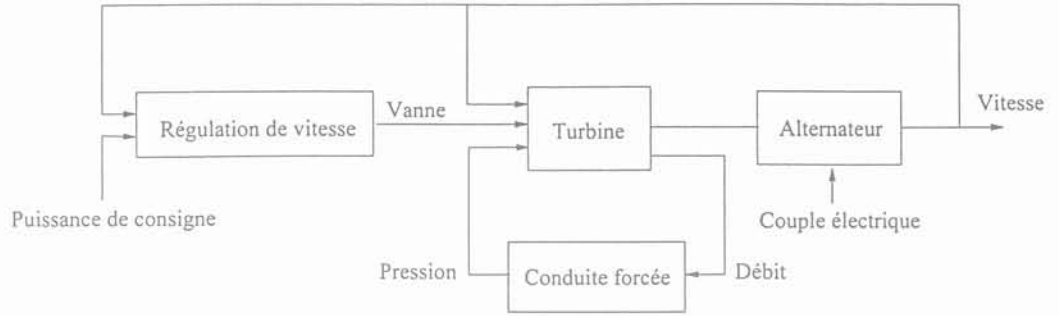 Vanne
Vitesse
Régulation de vitesse
Turbine
Alternateur
Puissance de consigne
Couple électrique
Pression
Conduite forcée
Débit